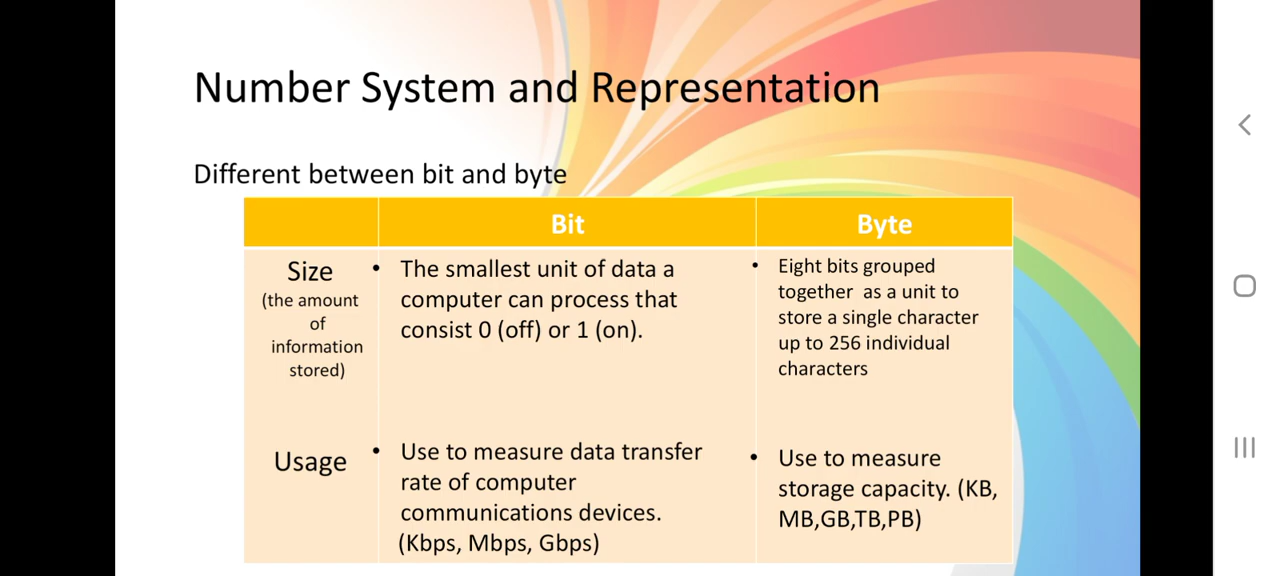 Number System and Representation
Different between bit and byte
Bit
Byte
Size
(the amount
of
information
stored)
• The smallest unit of data a
computer can process that
consist 0 (off) or 1 (on).
• Eight bits grouped
together as a unit to
store a single character
up to 256 individual
characters
Usage
• Use to measure data transfer
rate of computer
communications devices.
(Kbps, Mbps, Gbps)
• Use to measure
storage capacity. (KB,
MB,GB,TB,PB)